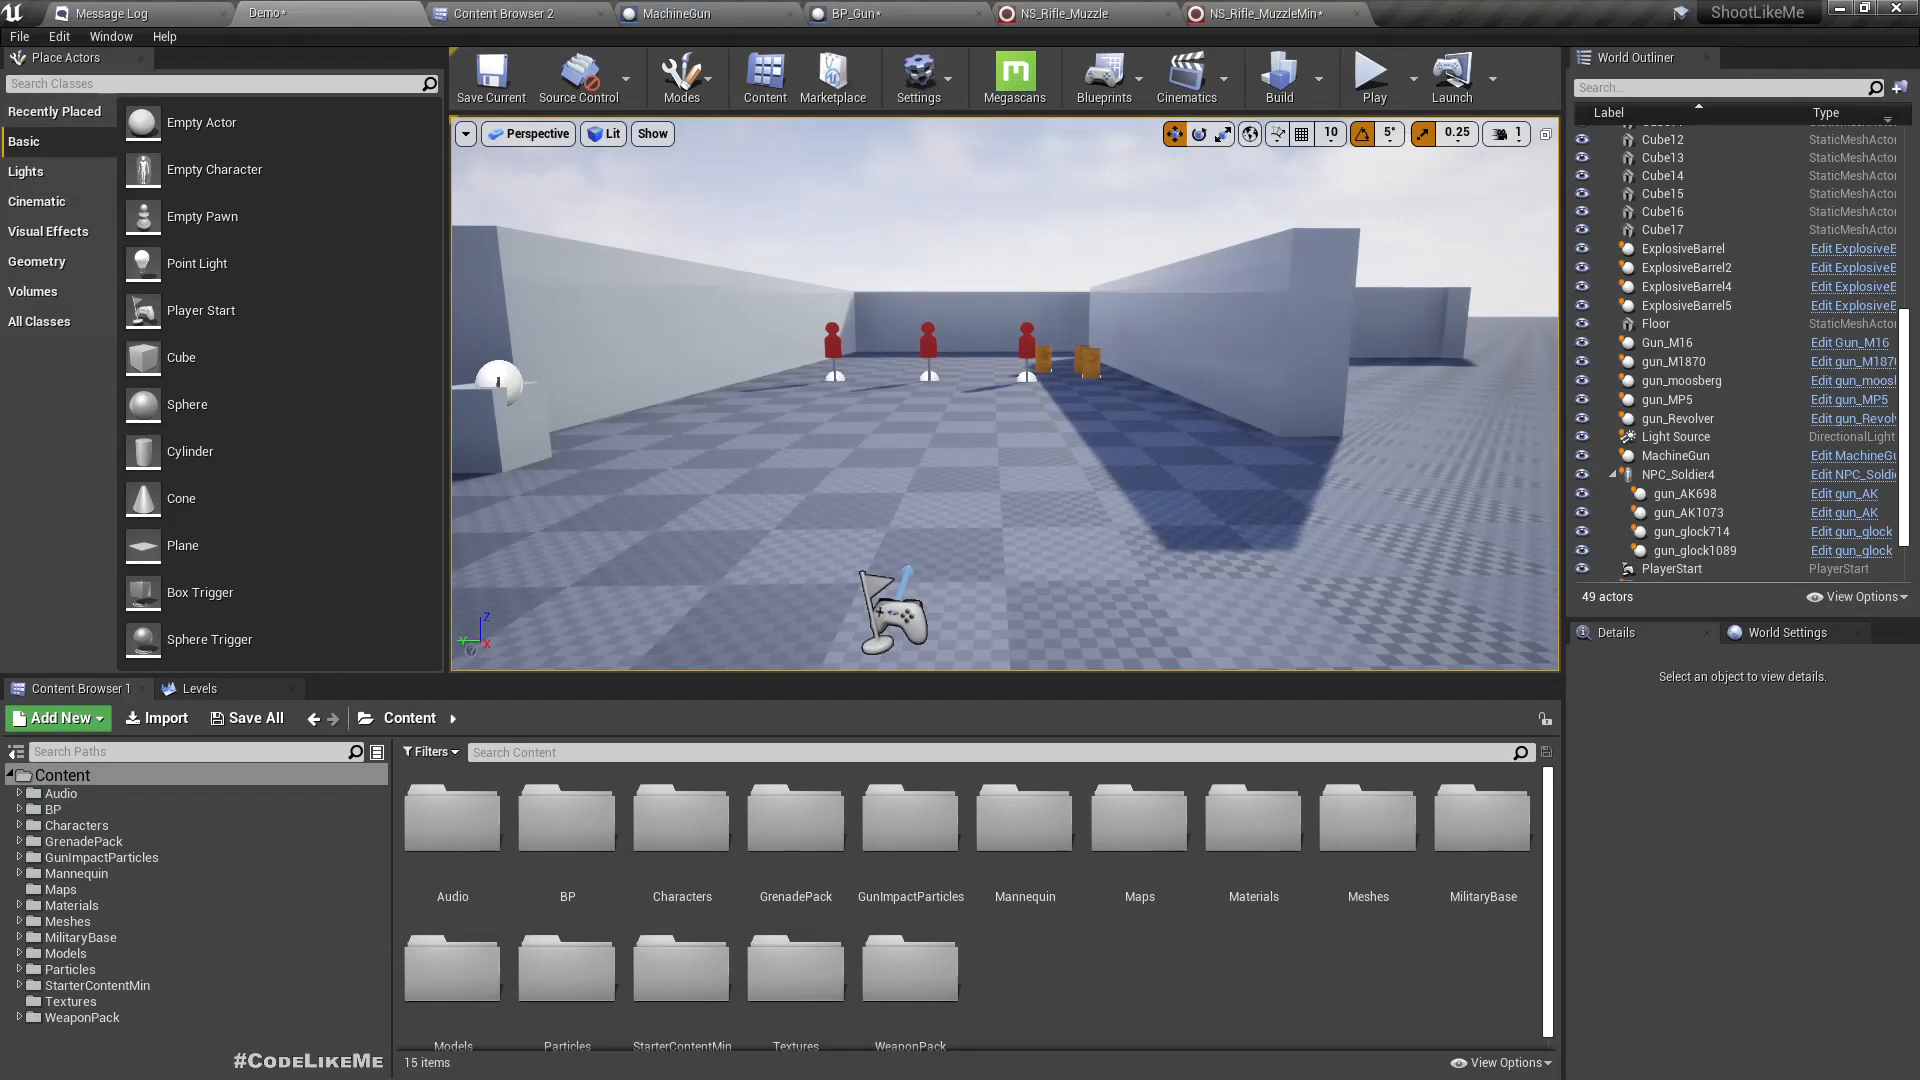 Message Log
Demo*
Content Browser 2
MachineGun
BP_Gun*
NS_Rifle_Muzzle
NS_Rifle_MuzzleMin*
ShootLikeMe
File Edit Window Help
Place Actors
Search Classes
Recently Placed
Basic
Lights
Cinematic
Visual Effects
Geometry
Volumes
All Classes
Empty Actor
Empty Character
Empty Pawn
Point Light
Player Start
Cube
Sphere
Cylinder
Cone
Plane
Box Trigger
Sphere Trigger
Save Current
Source Control
Modes
Content
Marketplace
Settings
Megascans
Blueprints
Cinematics
Build
Play
Launch
Perspective
Lit
Show
10
5°
0.25
1
Z
Y
X
World Outliner
Search...
Label Type
Cube12 StaticMeshActor
Cube13 StaticMeshActor
Cube14 StaticMeshActor
Cube15 StaticMeshActor
Cube16 StaticMeshActor
Cube17 StaticMeshActor
ExplosiveBarrel Edit ExplosiveB
ExplosiveBarrel2 Edit ExplosiveB
ExplosiveBarrel4 Edit ExplosiveB
ExplosiveBarrel5 Edit ExplosiveB
Floor StaticMeshActor
Gun_M16 Edit Gun_M16
gun_M1870 Edit gun_M187
gun_moosberg Edit gun_moos
gun_MP5 Edit gun_MP5
gun_Revolver Edit gun_Revol
Light Source DirectionalLight
MachineGun Edit MachineGu
NPC_Soldier4 Edit NPC_Soldi
gun_AK698 Edit gun_AK
gun_AK1073 Edit gun_AK
gun_glock714 Edit gun_glock
gun_glock1089 Edit gun_glock
PlayerStart PlayerStart
49 actors
View Options
Details
World Settings
Select an object to view details.
Content Browser 1
Levels
Add New
Import
Save All
Content
Search Paths
Filters
Search Content
Content
Audio
BP
Characters
GrenadePack
GunImpactParticles
Mannequin
Maps
Materials
Meshes
MilitaryBase
Models
Particles
StarterContentMin
Textures
WeaponPack
Audio
BP
Characters
GrenadePack
GunImpactParticles
Mannequin
Maps
Materials
Meshes
MilitaryBase
Models
Particles
StarterContentMin
Textures
WeaponPack
15 items
View Options
#CodeLikeMe